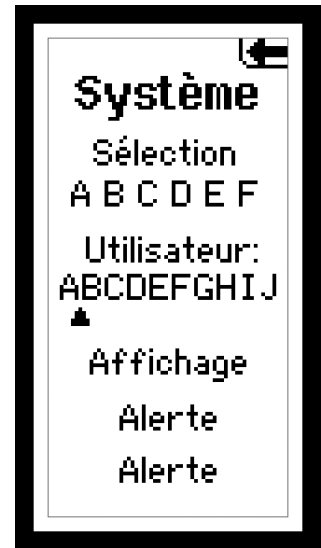 Système
Sélection
A B C D E F
Utilisateur:
ABCDEFGHIJ
Affichage
Alerte
Alerte